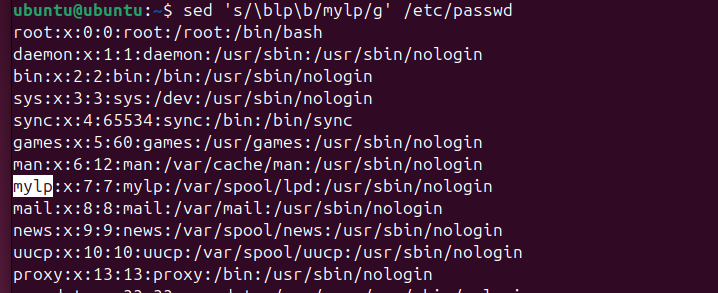 ubuntu@ubuntu:~$ sed 's/\blp\b/mylp/g' /etc/passwd
root:x:0:0:root:/root:/bin/bash
daemon:x:1:1:daemon:/usr/sbin:/usr/sbin/nologin
bin:x:2:2:bin:/bin:/usr/sbin/nologin
sys:x:3:3:sys:/dev:/usr/sbin/nologin
sync:x:4:65534:sync:/bin:/bin/sync
games:x:5:60:games:/usr/games:/usr/sbin/nologin
man:x:6:12:man:/var/cache/man:/usr/sbin/nologin
mylp:x:7:7:mylp:/var/spool/lpd:/usr/sbin/nologin
mail:x:8:8:mail:/var/mail:/usr/sbin/nologin
news:x:9:9:news:/var/spool/news:/usr/sbin/nologin
uucp:x:10:10:uucp:/var/spool/uucp:/usr/sbin/nologin
proxy:x:13:13:proxy:/bin:/usr/sbin/nologin